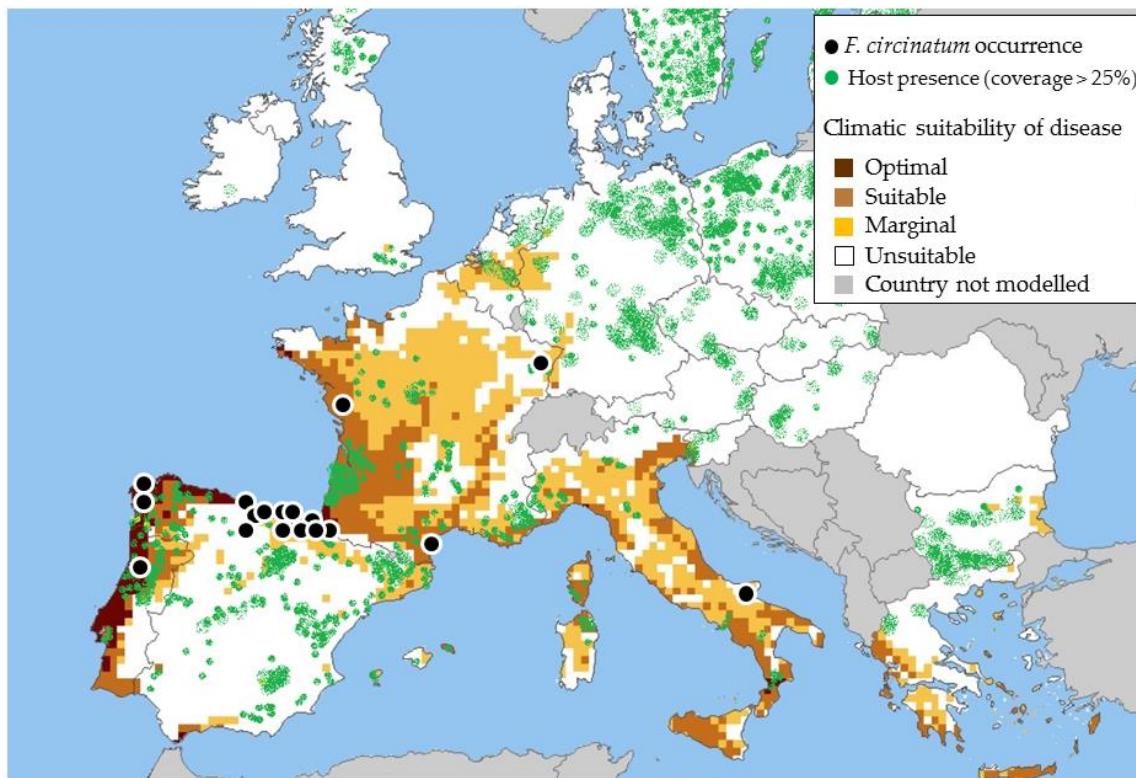 F. circinatum occurrence
Host presence (coverage > 25%)
Climatic suitability of disease
Optimal
Suitable
Marginal
Unsuitable
Country not modelled